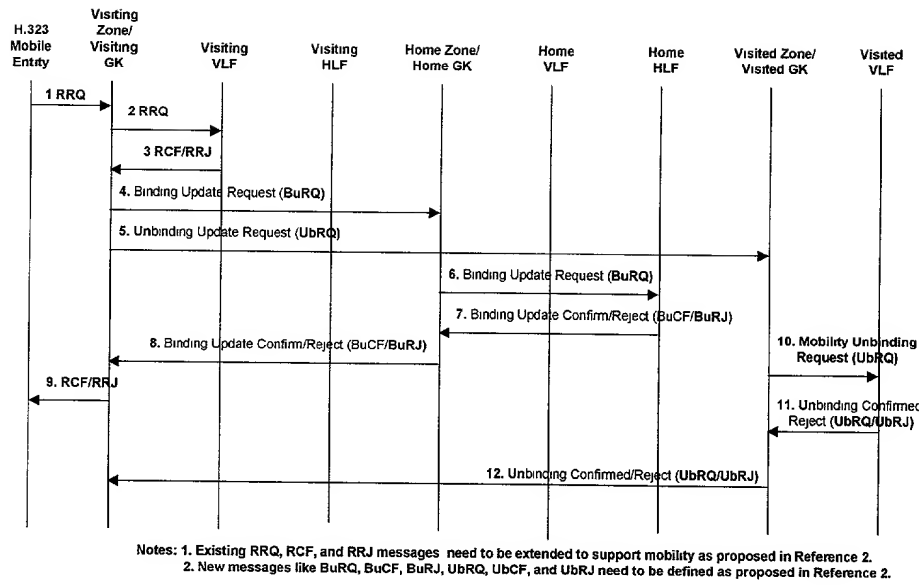 H.323
Mobile
Entity
Visiting
Zone/
Visiting
GK
Visiting
VLF
Visiting
HLF
Home Zone/
Home GK
Home
VLF
Home
HLF
Visited Zone/
Visited GK
Visited
VLF
1 RRQ
2 RRQ
3 RCF/RRJ
4. Binding Update Request (BuRQ)
5. Unbinding Update Request (UbRQ)
6. Binding Update Request (BuRQ)
7. Binding Update Confirm/Reject (BuCF/BuRJ)
8. Binding Update Confirm/Reject (BuCF/BuRJ)
9. RCF/RRJ
10. Mobility Unbinding
Request (UbRQ)
11. Unbinding Confirmed
Reject (UbRQ/UbRJ)
12. Unbinding Confirmed/Reject (UbRQ/UbRJ)
Notes: 1. Existing RRQ, RCF, and RRJ messages need to be extended to support mobility as proposed in Reference 2.
2. New messages like BuRQ, BuCF, BuRJ, UbRQ, UbCF, and UbRJ need to be defined as proposed in Reference 2.